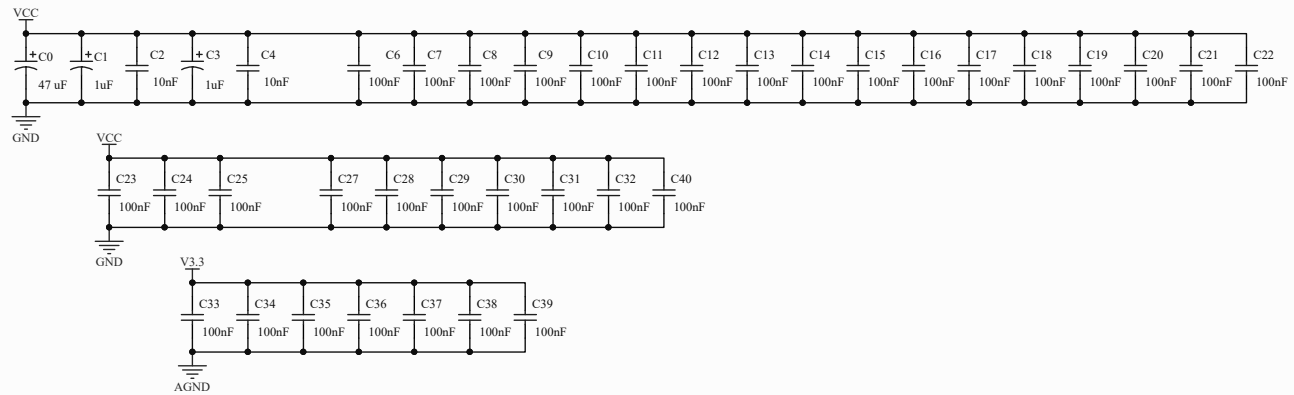 VCC
+ C0 + C1 C2 + C3 C4 C6 C7 C8 C9 C10 C11 C12 C13 C14 C15 C16 C17 C18 C19 C20 C21 C22
47 uF 1uF 10nF 1uF 10nF 100nF 100nF 100nF 100nF 100nF 100nF 100nF 100nF 100nF 100nF 100nF 100nF 100nF 100nF 100nF 100nF 100nF
GND
VCC
C23 C24 C25 C27 C28 C29 C30 C31 C32 C40
100nF 100nF 100nF 100nF 100nF 100nF 100nF 100nF 100nF 100nF
GND
V3.3
C33 C34 C35 C36 C37 C38 C39
100nF 100nF 100nF 100nF 100nF 100nF 100nF
AGND